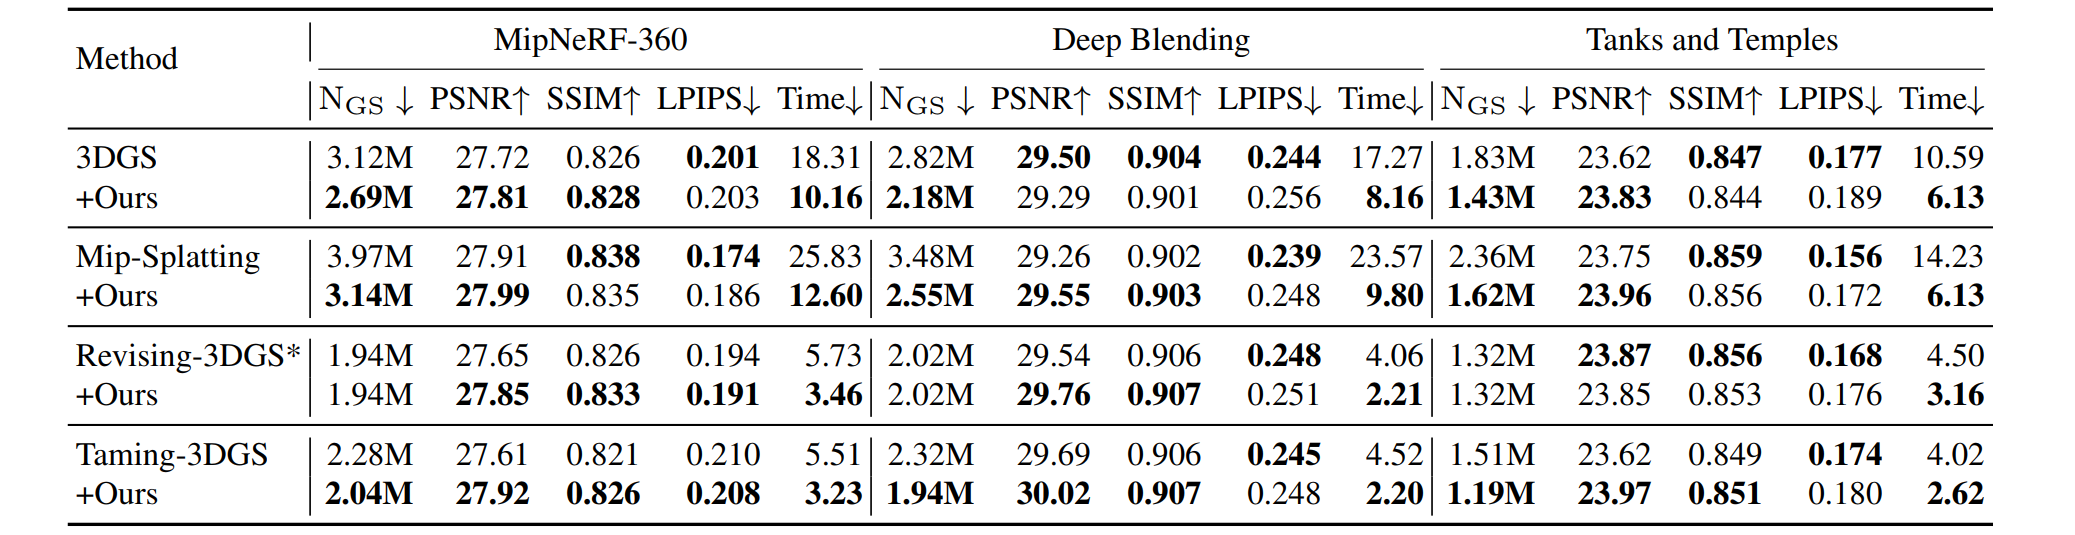 Method MipNeRF-360 Deep Blending Tanks and Temples
N_GS ↓ PSNR↑ SSIM↑ LPIPS↓ Time↓ N_GS ↓ PSNR↑ SSIM↑ LPIPS↓ Time↓ N_GS ↓ PSNR↑ SSIM↑ LPIPS↓ Time↓
3DGS 3.12M 27.72 0.826 0.201 18.31 2.82M 29.50 0.904 0.244 17.27 1.83M 23.62 0.847 0.177 10.59
+Ours 2.69M 27.81 0.828 0.203 10.16 2.18M 29.29 0.901 0.256 8.16 1.43M 23.83 0.844 0.189 6.13
Mip-Splatting 3.97M 27.91 0.838 0.174 25.83 3.48M 29.26 0.902 0.239 23.57 2.36M 23.75 0.859 0.156 14.23
+Ours 3.14M 27.99 0.835 0.186 12.60 2.55M 29.55 0.903 0.248 9.80 1.62M 23.96 0.856 0.172 6.13
Revising-3DGS* 1.94M 27.65 0.826 0.194 5.73 2.02M 29.54 0.906 0.248 4.06 1.32M 23.87 0.856 0.168 4.50
+Ours 1.94M 27.85 0.833 0.191 3.46 2.02M 29.76 0.907 0.251 2.21 1.32M 23.85 0.853 0.176 3.16
Taming-3DGS 2.28M 27.61 0.821 0.210 5.51 2.32M 29.69 0.906 0.245 4.52 1.51M 23.62 0.849 0.174 4.02
+Ours 2.04M 27.92 0.826 0.208 3.23 1.94M 30.02 0.907 0.248 2.20 1.19M 23.97 0.851 0.180 2.62